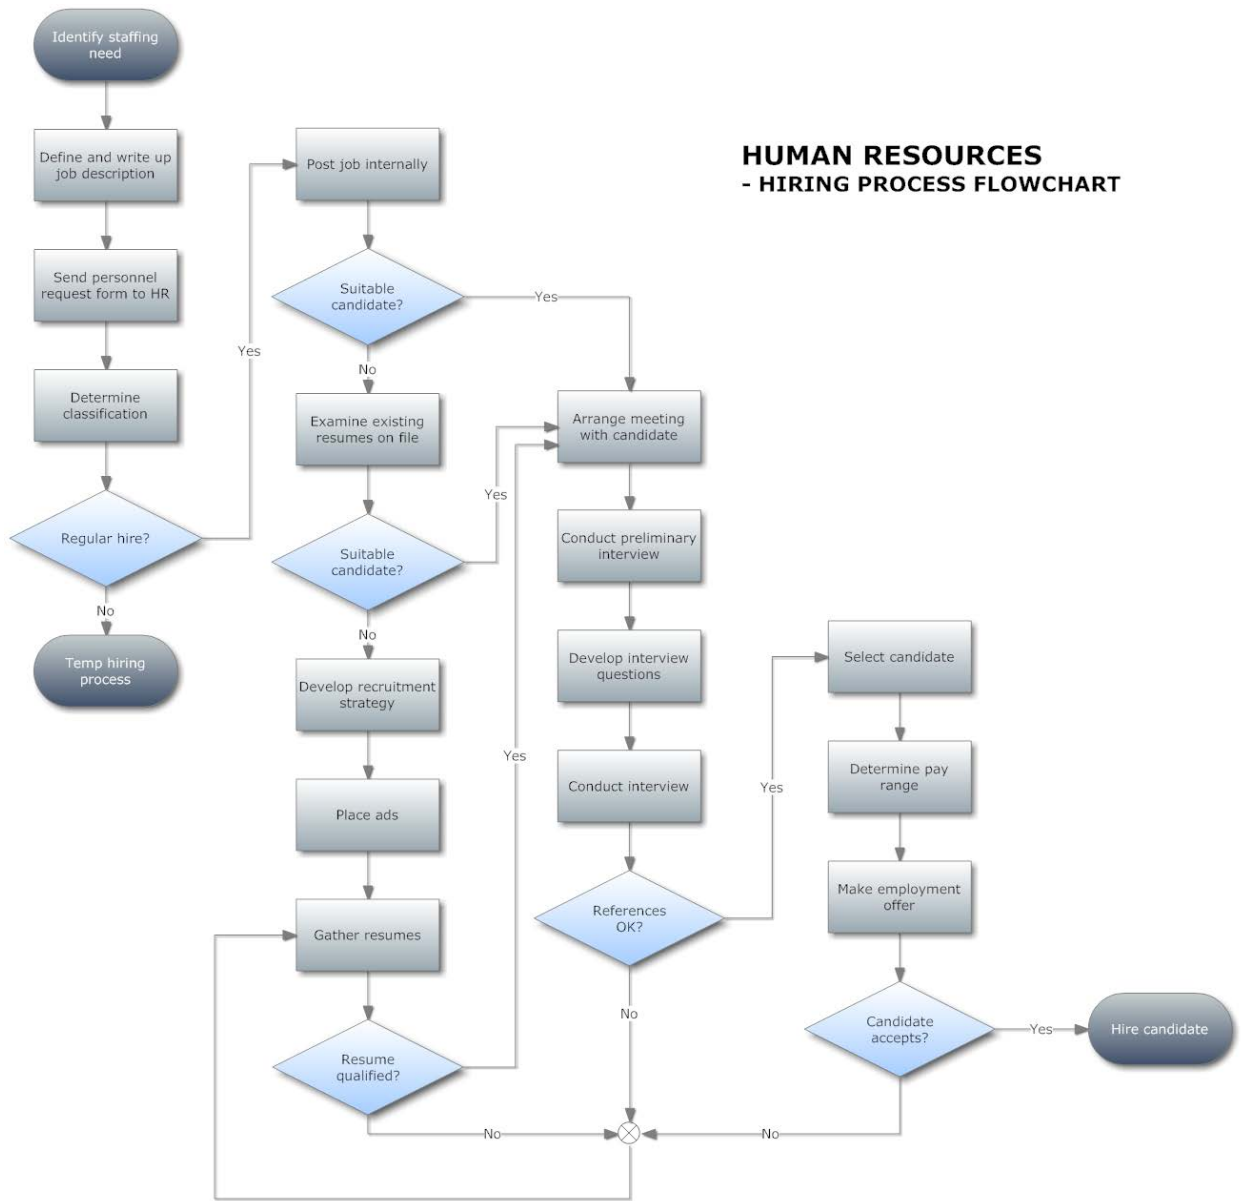 Identify staffing
need
Define and write up
job description
Send personnel
request form to HR
Determine
classification
Regular hire?
Yes
No
Temp hiring
process
Post job internally
Suitable
candidate?
Yes
No
Examine existing
resumes on file
Suitable
candidate?
Yes
No
Develop recruitment
strategy
Place ads
Gather resumes
Resume
qualified?
Yes
No
HUMAN RESOURCES
- HIRING PROCESS FLOWCHART
Arrange meeting
with candidate
Conduct preliminary
interview
Develop interview
questions
Conduct interview
References
OK?
Yes
No
Select candidate
Determine pay
range
Make employment
offer
Candidate
accepts?
Yes
No
Hire candidate